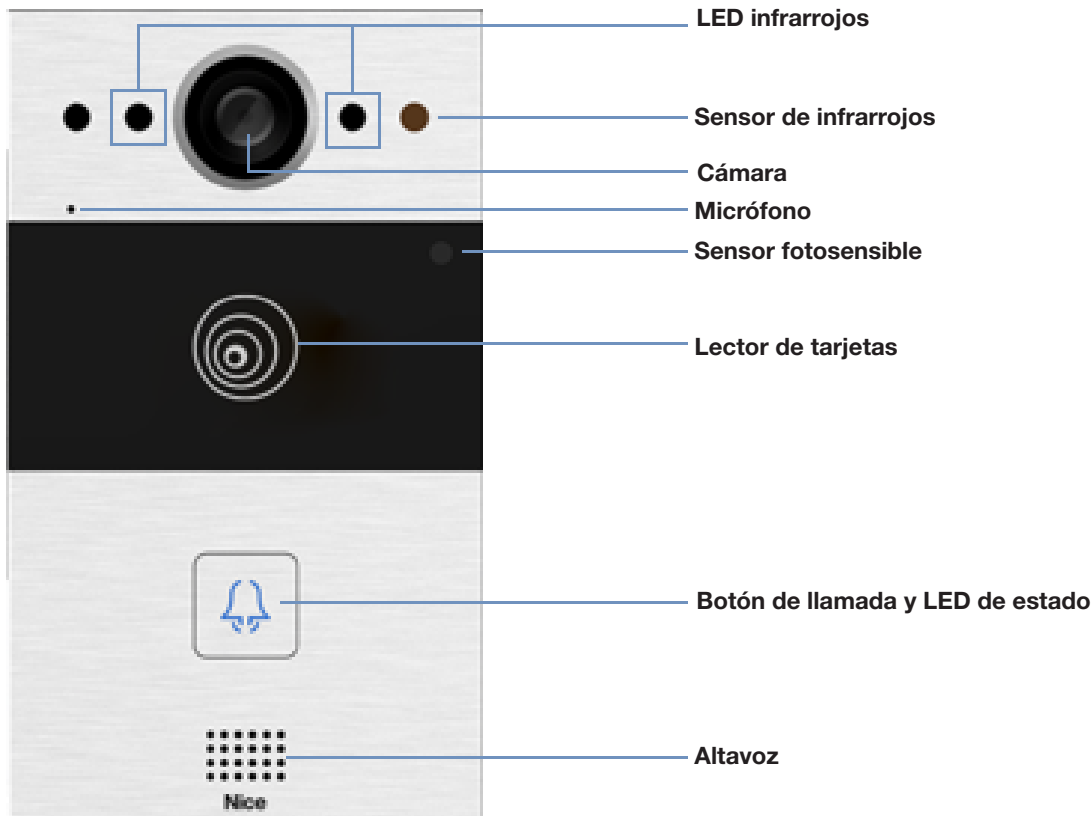 LED infrarrojos
Sensor de infrarrojos
Cámara
Micrófono
Sensor fotosensible
Lector de tarjetas
Botón de llamada y LED de estado
Altavoz
Nice